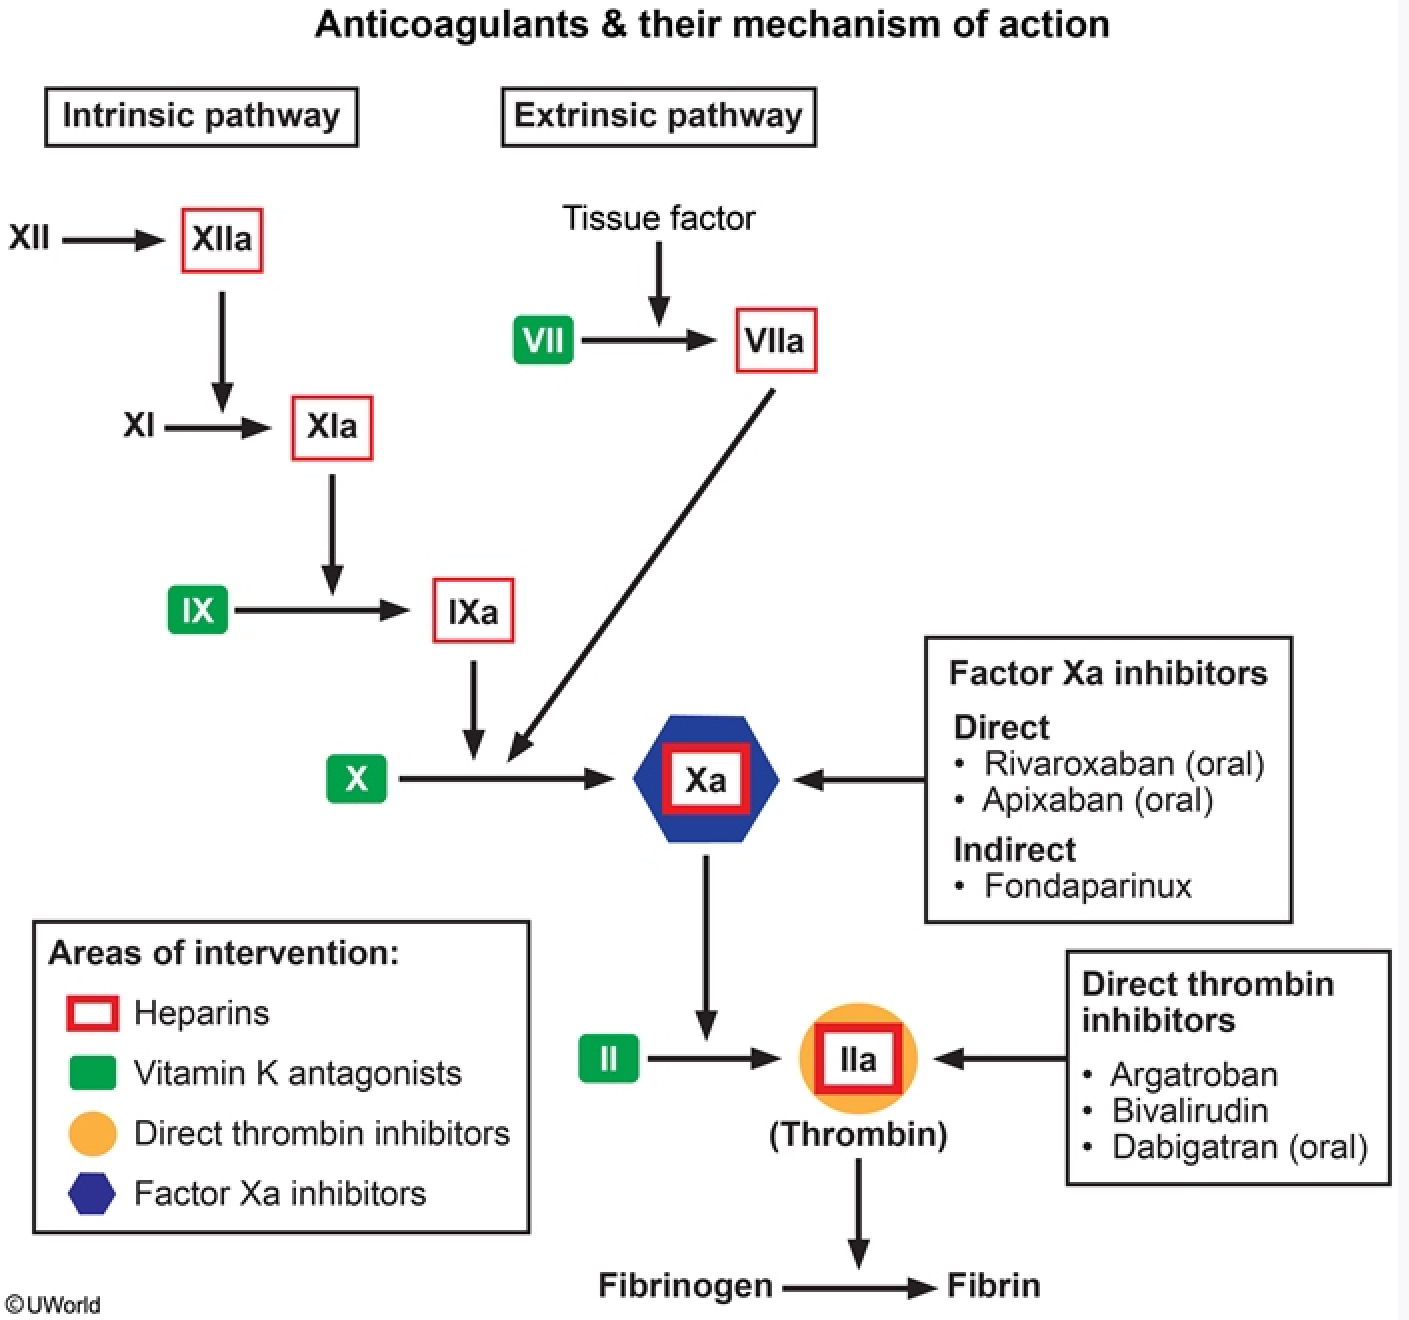 Anticoagulants & their mechanism of action
Intrinsic pathway
Extrinsic pathway
Tissue factor
XII
XIIa
VII
VIIa
XI
XIa
IX
IXa
X
Xa
Factor Xa inhibitors
Direct
• Rivaroxaban (oral)
• Apixaban (oral)
Indirect
• Fondaparinux
Areas of intervention:
Heparins
Vitamin K antagonists
Direct thrombin inhibitors
Factor Xa inhibitors
II
IIa
(Thrombin)
Direct thrombin
inhibitors
• Argatroban
• Bivalirudin
• Dabigatran (oral)
Fibrinogen
Fibrin
©UWorld